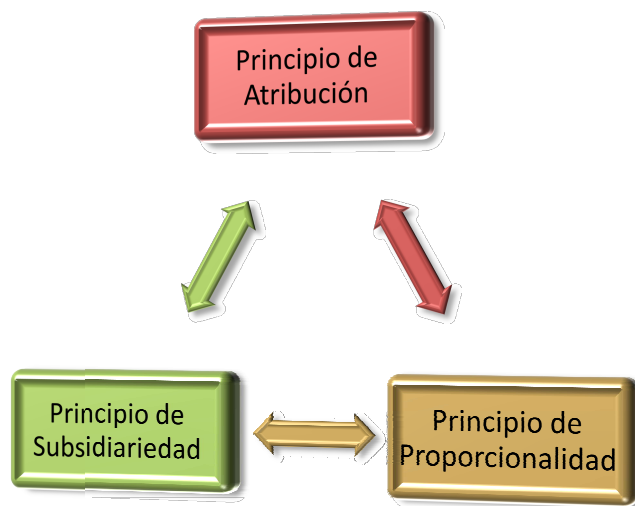 Principio de
Atribución
Principio de
Subsidiariedad
Principio de
Proporcionalidad